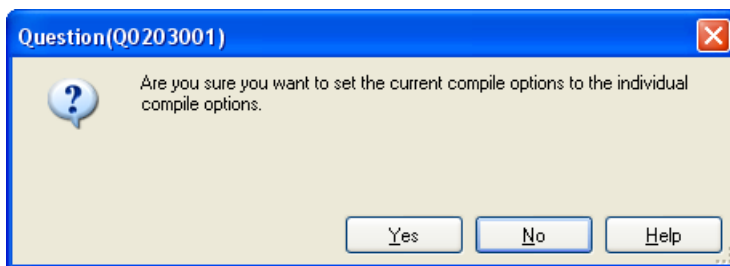 Question(Q0203001)
Are you sure you want to set the current compile options to the individual
compile options.
Yes
No
Help